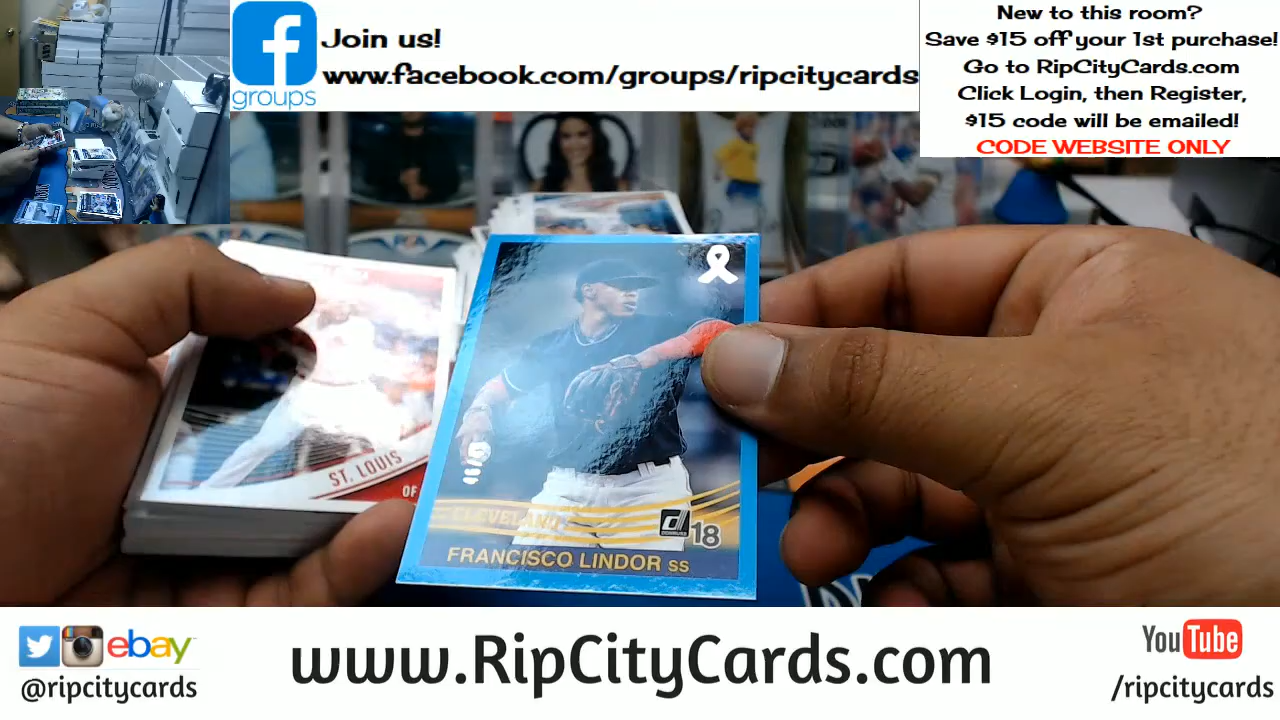 Join us!
www.facebook.com/groups/ripcitycards
groups
New to this room?
Save $15 off your 1st purchase!
Go to RipCityCards.com
Click Login, then Register,
$15 code will be emailed!
CODE WEBSITE ONLY
ST. LOUIS
OF
CLEVELAND
DONRUSS
18
FRANCISCO LINDOR SS
ebay
@ripcitycards
www.RipCityCards.com
YouTube
/ripcitycards